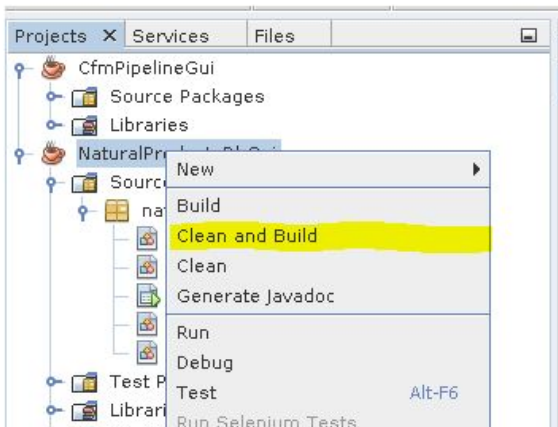 Projects Services Files
CfmPipelineGui
Source Packages
Libraries
New
Build
Clean and Build
Clean
Generate Javadoc
Run
Debug
Test Alt-F6
Run Selenium Tests